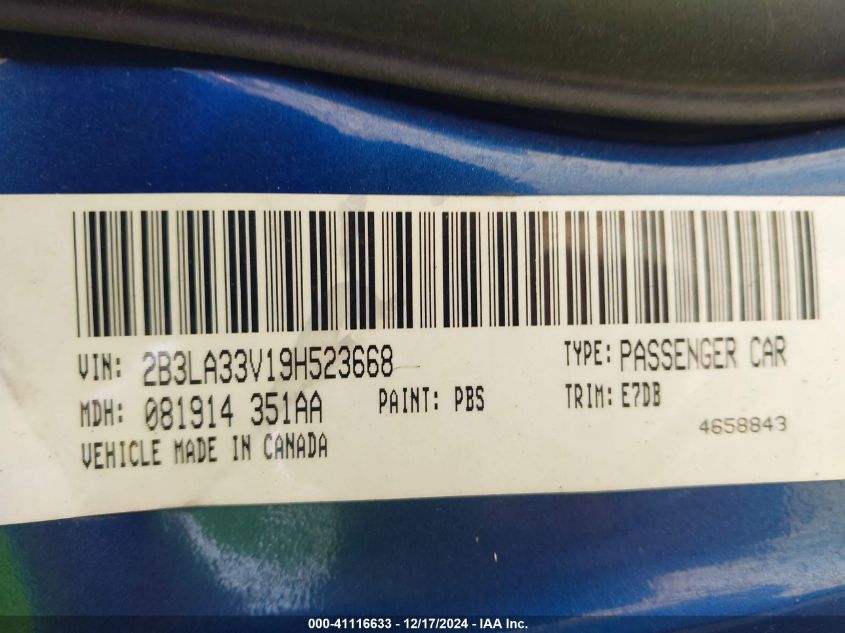 VIN: 2B3LA33V19H523668 TYPE: PASSENGER CAR
MDH: 081914 351AA PAINT: PBS TRIM: E7DB
VEHICLE MADE IN CANADA 4658843
000-41116633 - 12/17/2024 - IAA Inc.